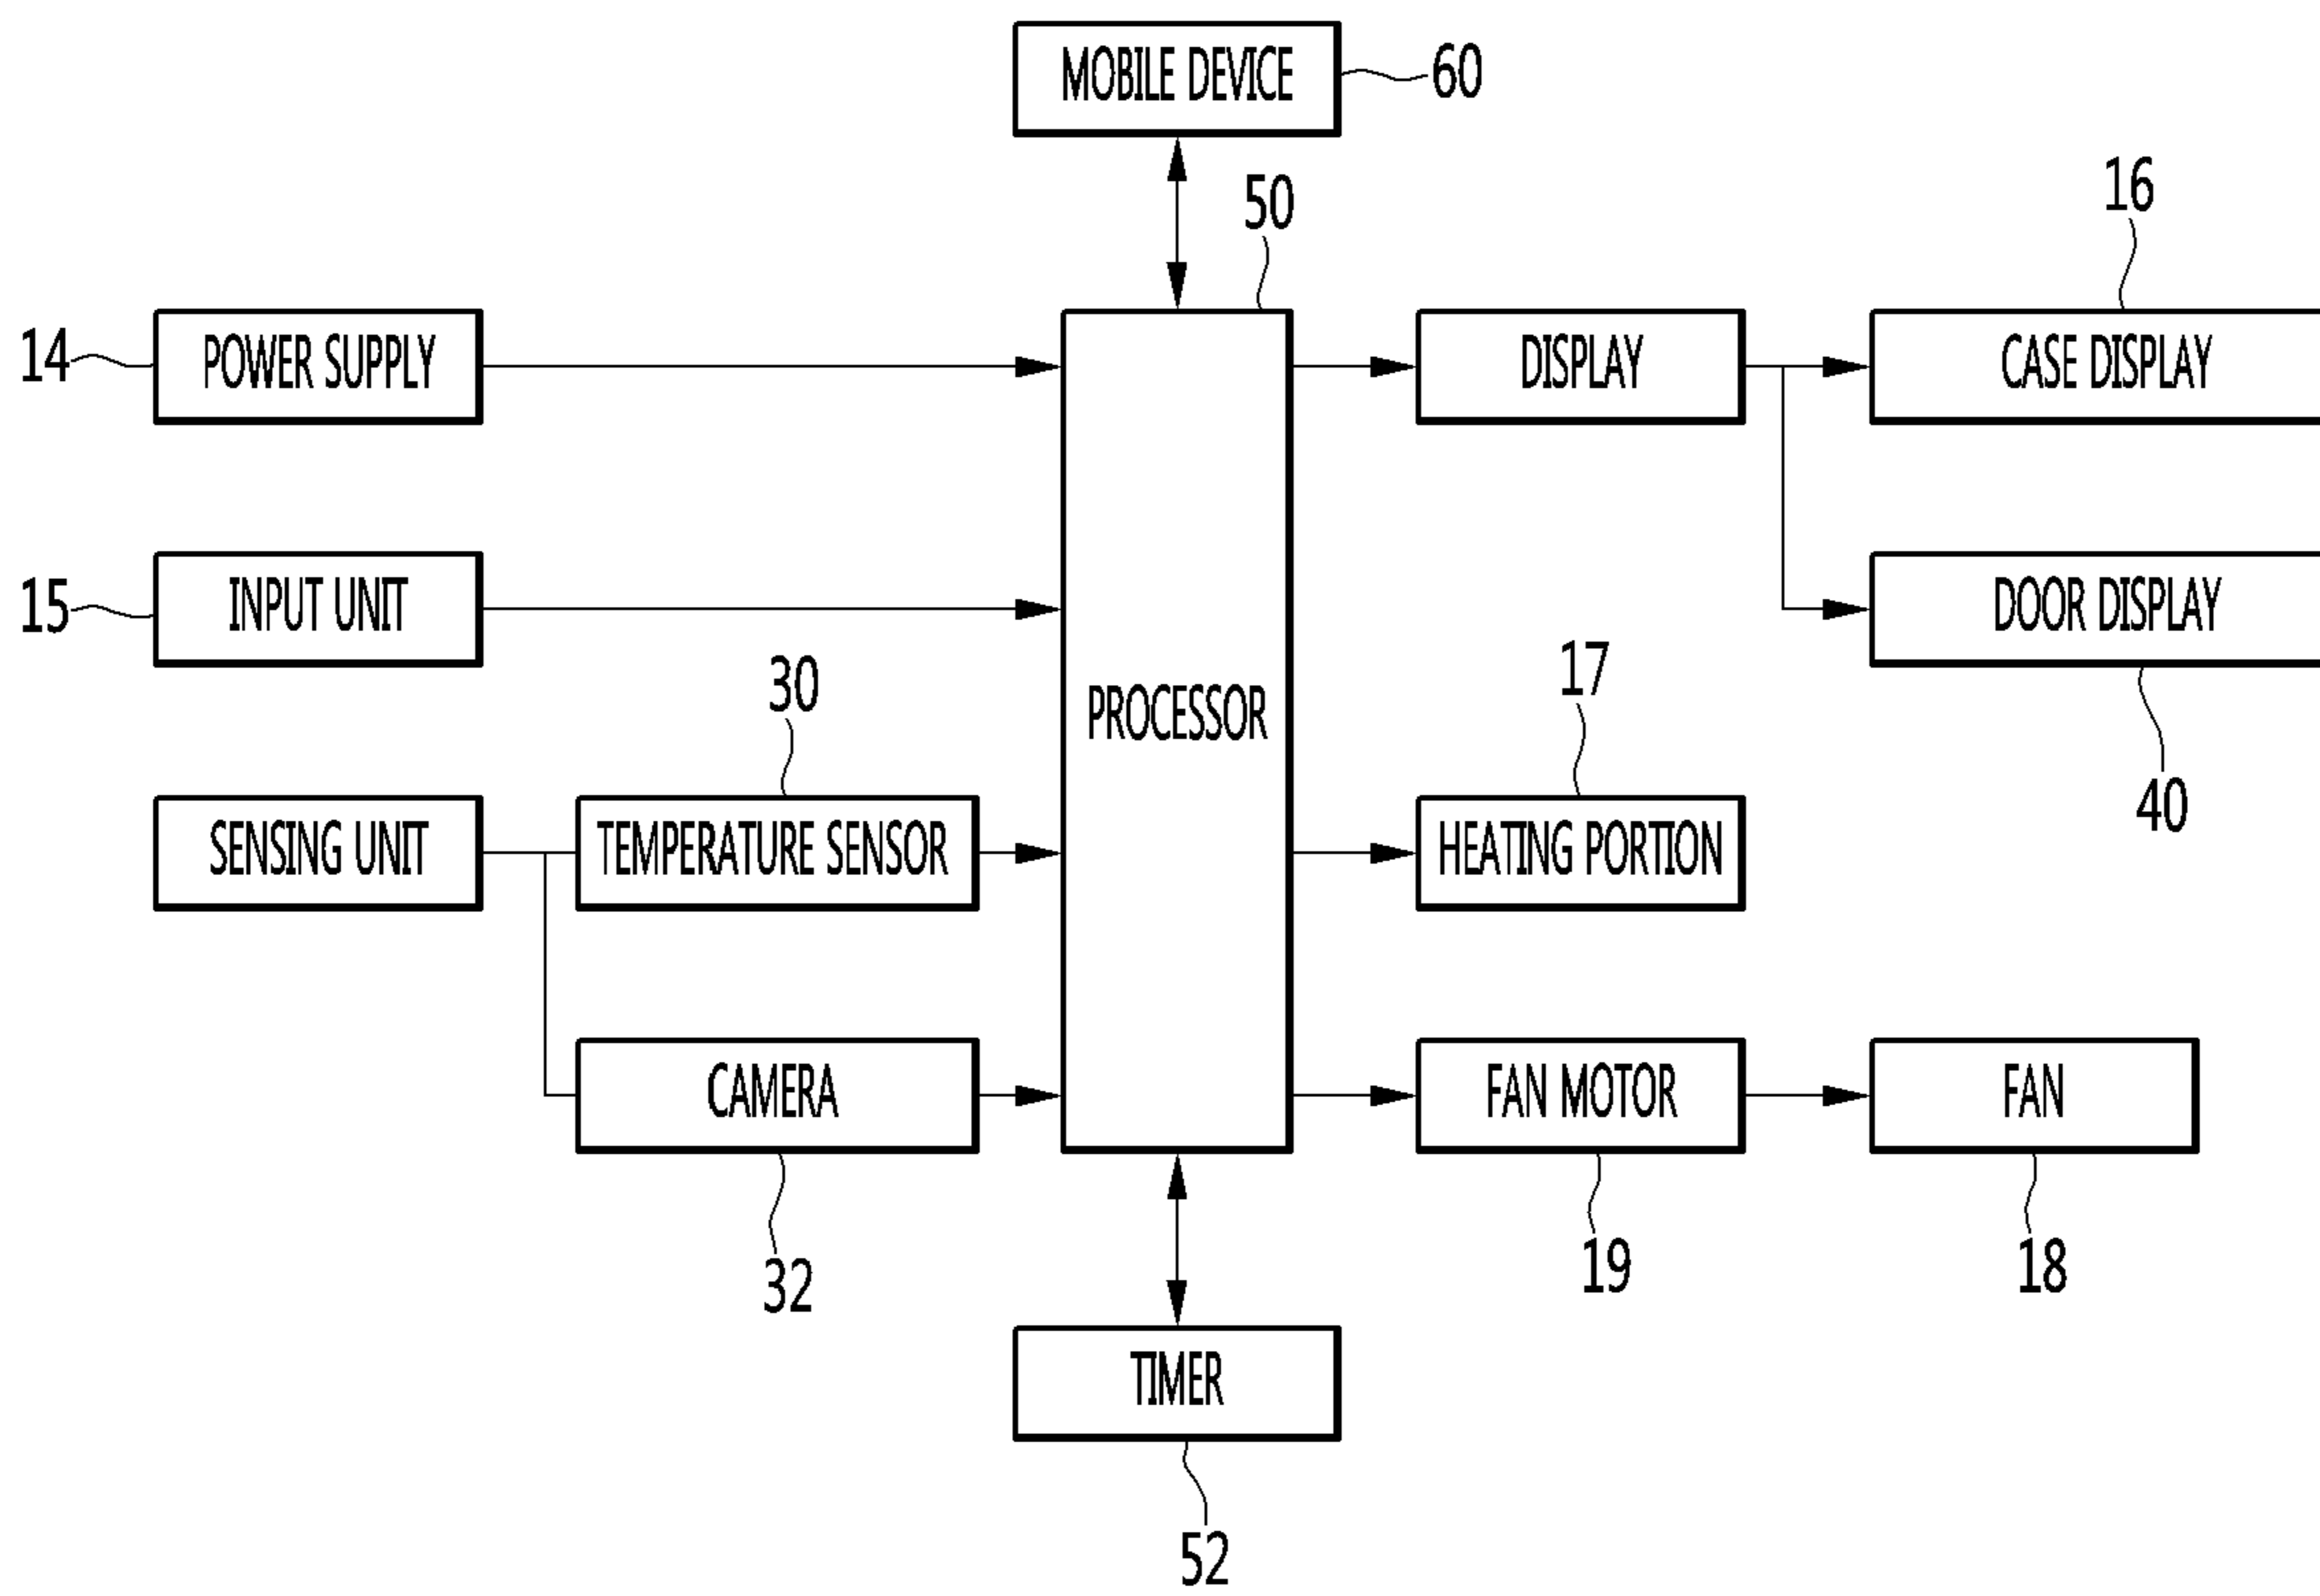 MOBILE DEVICE
60
50
16
14
POWER SUPPLY
DISPLAY
CASE DISPLAY
15
INPUT UNIT
DOOR DISPLAY
30
17
PROCESSOR
40
SENSING UNIT
TEMPERATURE SENSOR
HEATING PORTION
CAMERA
FAN MOTOR
FAN
32
19
18
TIMER
52